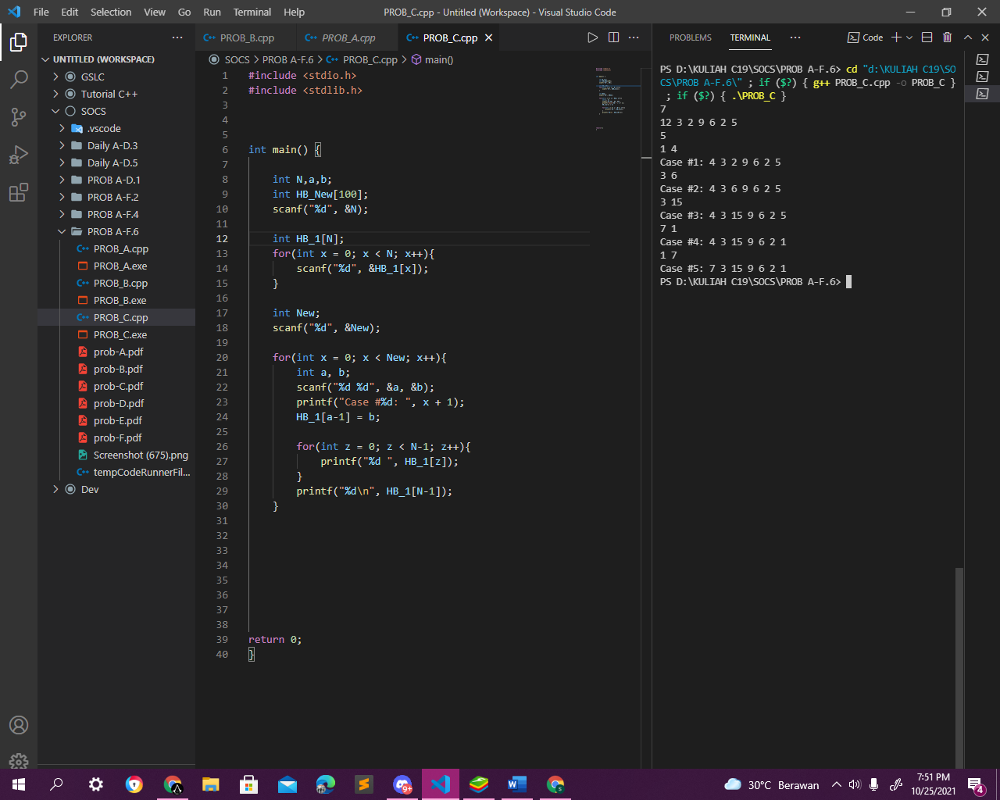 File Edit Selection View Go Run Terminal Help PROB_C.cpp - Untitled (Workspace) - Visual Studio Code
EXPLORER
UNTITLED (WORKSPACE)
GSLC
Tutorial C++
SOCS
.vscode
Daily A-D.3
Daily A-D.5
PROB A-D.1
PROB A-F.2
PROB A-F.4
PROB A-F.6
PROB_A.cpp
PROB_A.exe
PROB_B.cpp
PROB_B.exe
PROB_C.cpp
PROB_C.exe
prob-A.pdf
prob-B.pdf
prob-C.pdf
prob-D.pdf
prob-E.pdf
prob-F.pdf
Screenshot (675).png
tempCodeRunnerFil...
Dev
PROB_B.cpp PROB_A.cpp PROB_C.cpp
SOCS > PROB A-F.6 > PROB_C.cpp > main()
1 #include <stdio.h>
2 #include <stdlib.h>
3
4
5
6 int main() {
7
8 int N,a,b;
9 int HB_New[100];
10 scanf("%d", &N);
11
12 int HB_1[N];
13 for(int x = 0; x < N; x++){
14 scanf("%d", &HB_1[x]);
15 }
16
17 int New;
18 scanf("%d", &New);
19
20 for(int x = 0; x < New; x++){
21 int a, b;
22 scanf("%d %d", &a, &b);
23 printf("Case #%d: ", x + 1);
24 HB_1[a-1] = b;
25
26 for(int z = 0; z < N-1; z++){
27 printf("%d ", HB_1[z]);
28 }
29 printf("%d\n", HB_1[N-1]);
30 }
31
32
33
34
35
36
37
38
39 return 0;
40 }
PROBLEMS TERMINAL Code
PS D:\KULIAH C19\SOCS\PROB A-F.6> cd "d:\KULIAH C19\SO
CS\PROB A-F.6\" ; if ($?) { g++ PROB_C.cpp -o PROB_C }
; if ($?) { .\PROB_C }
7
12 3 2 9 6 2 5
5
1 4
Case #1: 4 3 2 9 6 2 5
3 6
Case #2: 4 3 6 9 6 2 5
3 15
Case #3: 4 3 15 9 6 2 5
7 1
Case #4: 4 3 15 9 6 2 1
1 7
Case #5: 7 3 15 9 6 2 1
PS D:\KULIAH C19\SOCS\PROB A-F.6>
9+
30°C Berawan
7:51 PM
10/25/2021
4